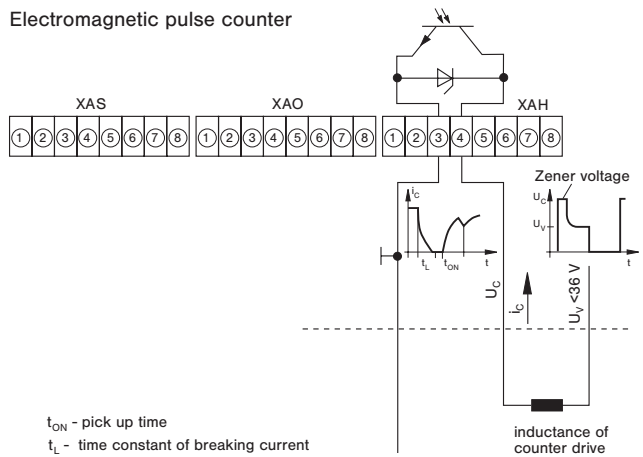 Electromagnetic pulse counter
XAS XAO XAH
1 2 3 4 5 6 7 8 1 2 3 4 5 6 7 8 1 2 3 4 5 6 7 8
Zener voltage
i_C
t_L t_ON t
U_C
U_V
t
U_C
i_C
U_V <36 V
t_ON - pick up time
t_L - time constant of breaking current
inductance of
counter drive